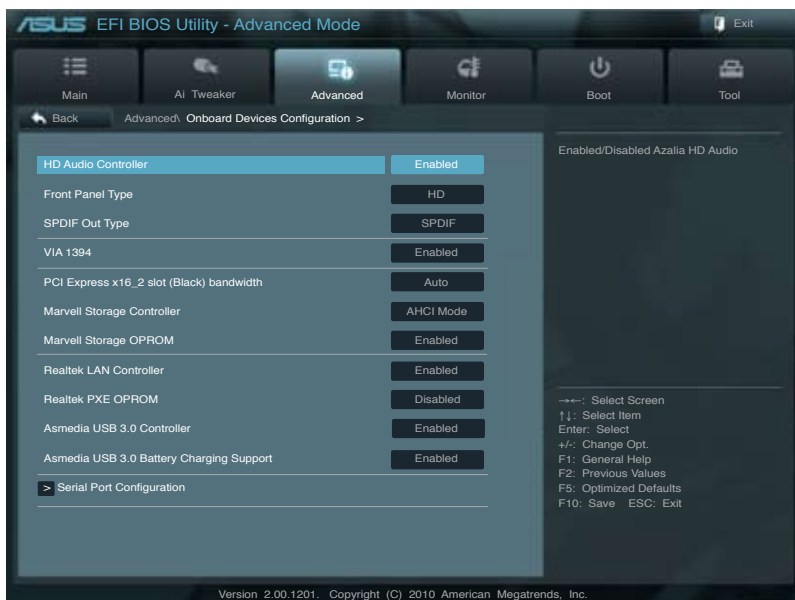 ASUS EFI BIOS Utility - Advanced Mode
Exit
Main
Ai Tweaker
Advanced
Monitor
Boot
Tool
Back
Advanced\ Onboard Devices Configuration >
HD Audio Controller Enabled
Front Panel Type HD
SPDIF Out Type SPDIF
VIA 1394 Enabled
PCI Express x16_2 slot (Black) bandwidth Auto
Marvell Storage Controller AHCI Mode
Marvell Storage OPROM Enabled
Realtek LAN Controller Enabled
Realtek PXE OPROM Disabled
Asmedia USB 3.0 Controller Enabled
Asmedia USB 3.0 Battery Charging Support Enabled
> Serial Port Configuration
Enabled/Disabled Azalia HD Audio
→←: Select Screen
↑↓: Select Item
Enter: Select
+/-: Change Opt.
F1: General Help
F2: Previous Values
F5: Optimized Defaults
F10: Save ESC: Exit
Version 2.00.1201. Copyright (C) 2010 American Megatrends, Inc.